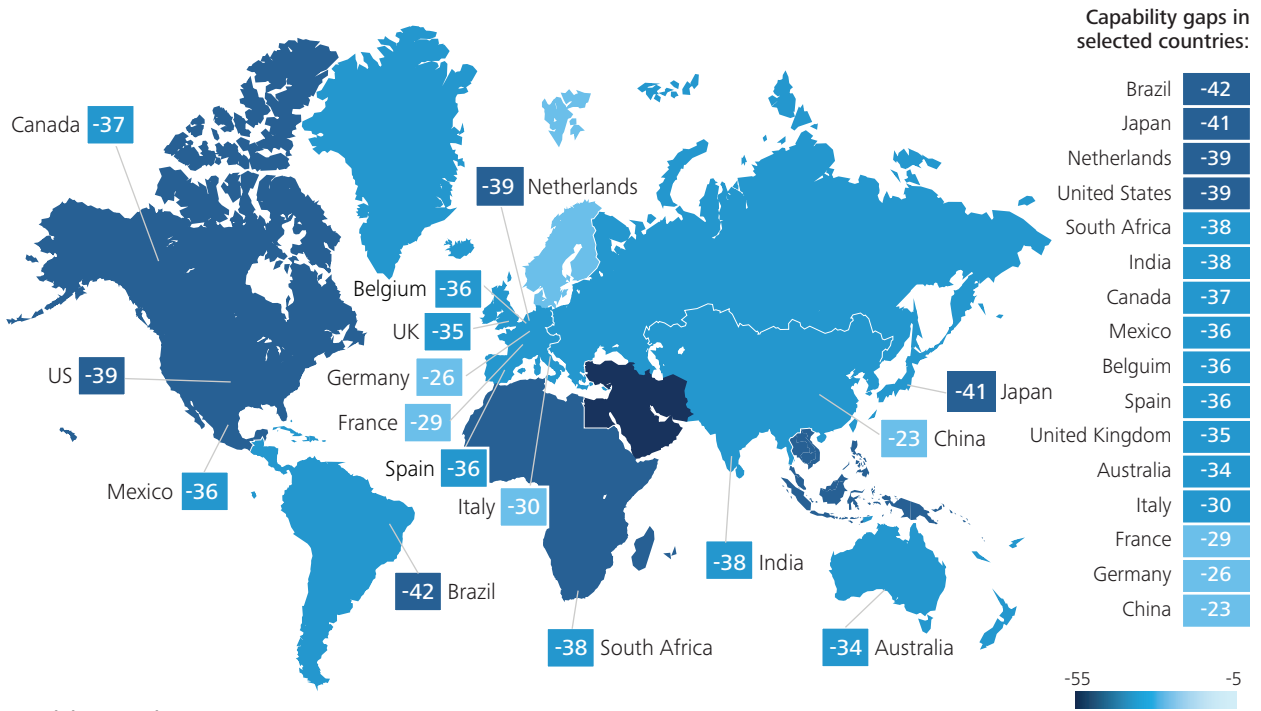 Capability gaps in
selected countries:
Brazil -42
Japan -41
Netherlands -39
United States -39
South Africa -38
India -38
Canada -37
Mexico -36
Belguim -36
Spain -36
United Kingdom -35
Australia -34
Italy -30
France -29
Germany -26
China -23
-55 -5
Canada -37
-39 Netherlands
Belgium -36
UK -35
US -39
Germany -26
-41 Japan
France -29
-23 China
Spain -36
Mexico -36
Italy -30
-38 India
-42 Brazil
-38 South Africa
-34 Australia